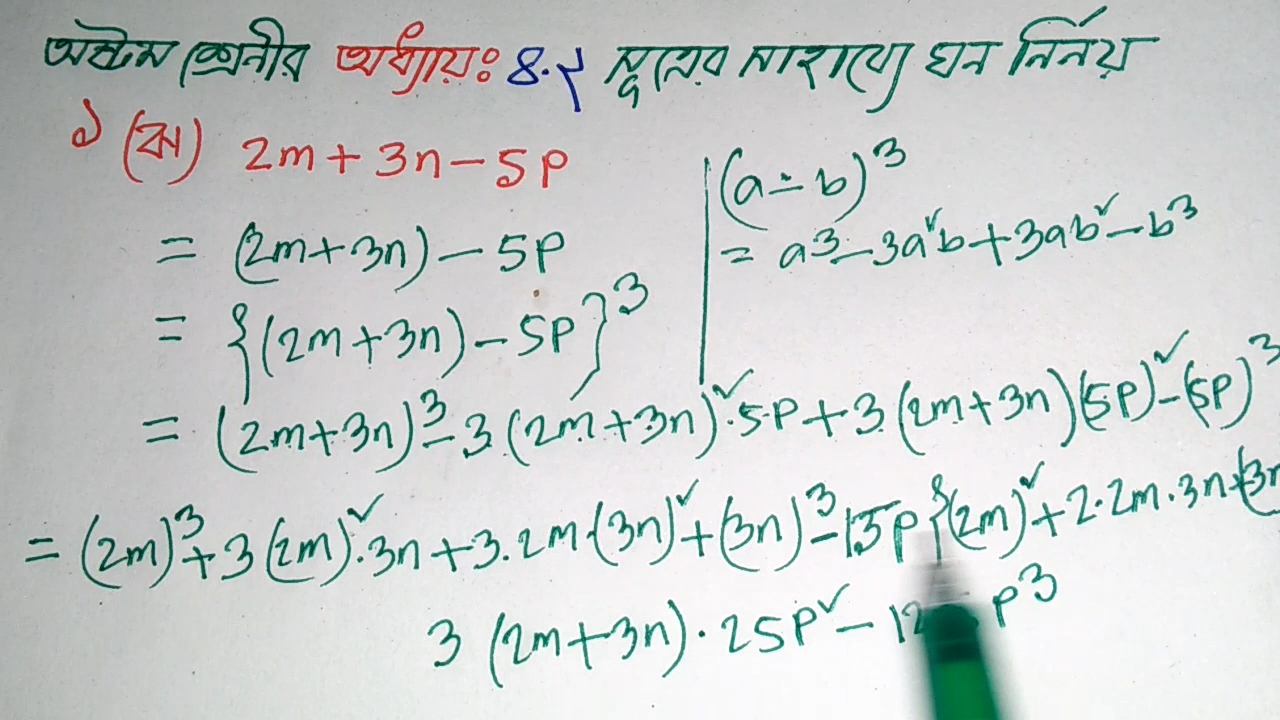 অষ্টম শ্রেনীর অধ্যায়ঃ ৪.২ সূত্রের সাহায্যে ঘন নির্নয়
১ (ঝ) 2m + 3n − 5p
= (2m + 3n) − 5p
= {(2m + 3n) − 5p}³
(a − b)³
= a³ − 3a²b + 3ab² − b³
= (2m + 3n)³ − 3(2m + 3n)²·5p + 3(2m + 3n)(5p)² − (5p)³
= (2m)³ + 3(2m)²·3n + 3·2m·(3n)² + (3n)³ − 15p{(2m)² + 2·2m·3n + (3n
3(2m + 3n)·25p² − 12 p³